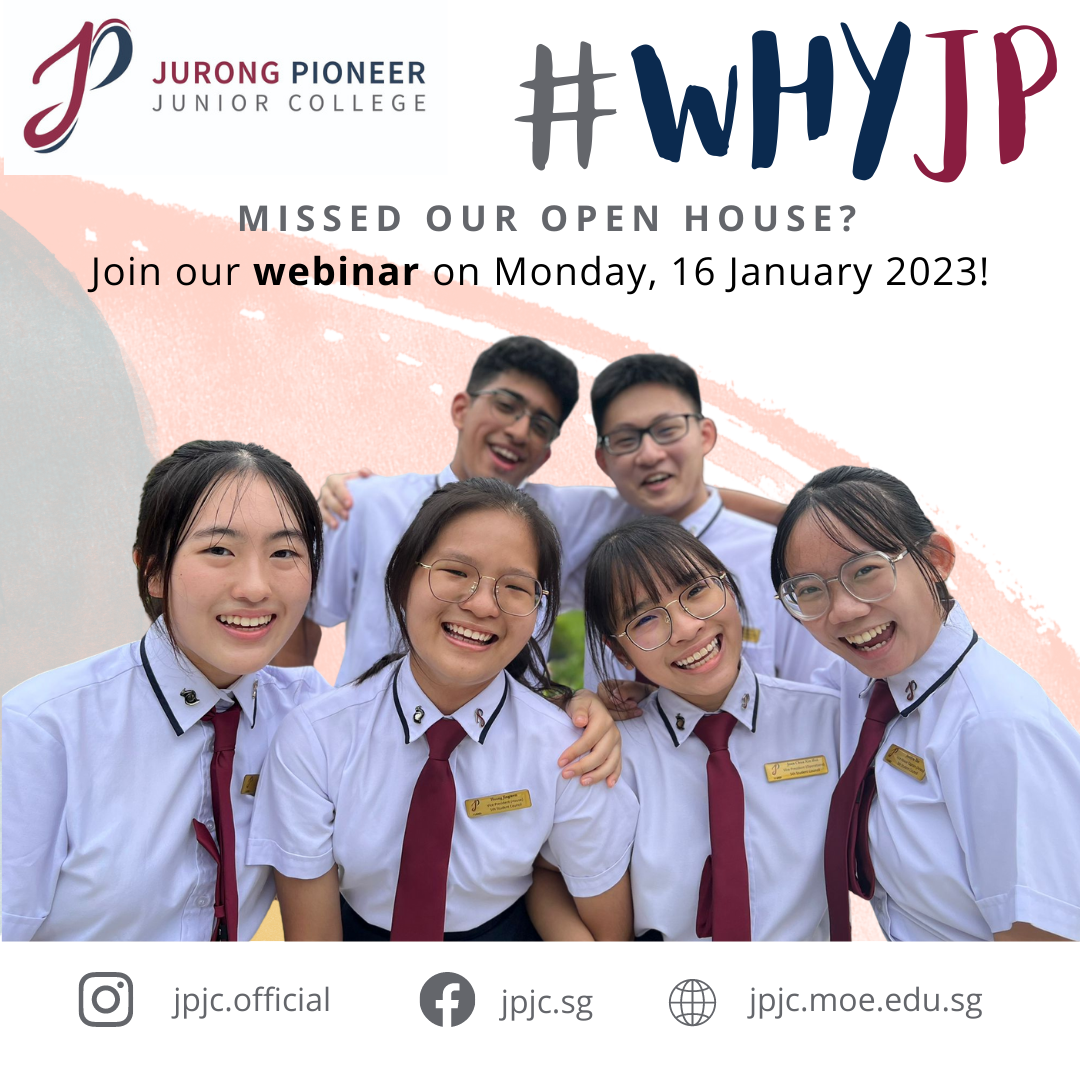 JURONG PIONEER
JUNIOR COLLEGE
#WHYJP
MISSED OUR OPEN HOUSE?
Join our webinar on Monday, 16 January 2023!
jpjc.official
jpjc.sg
jpjc.moe.edu.sg